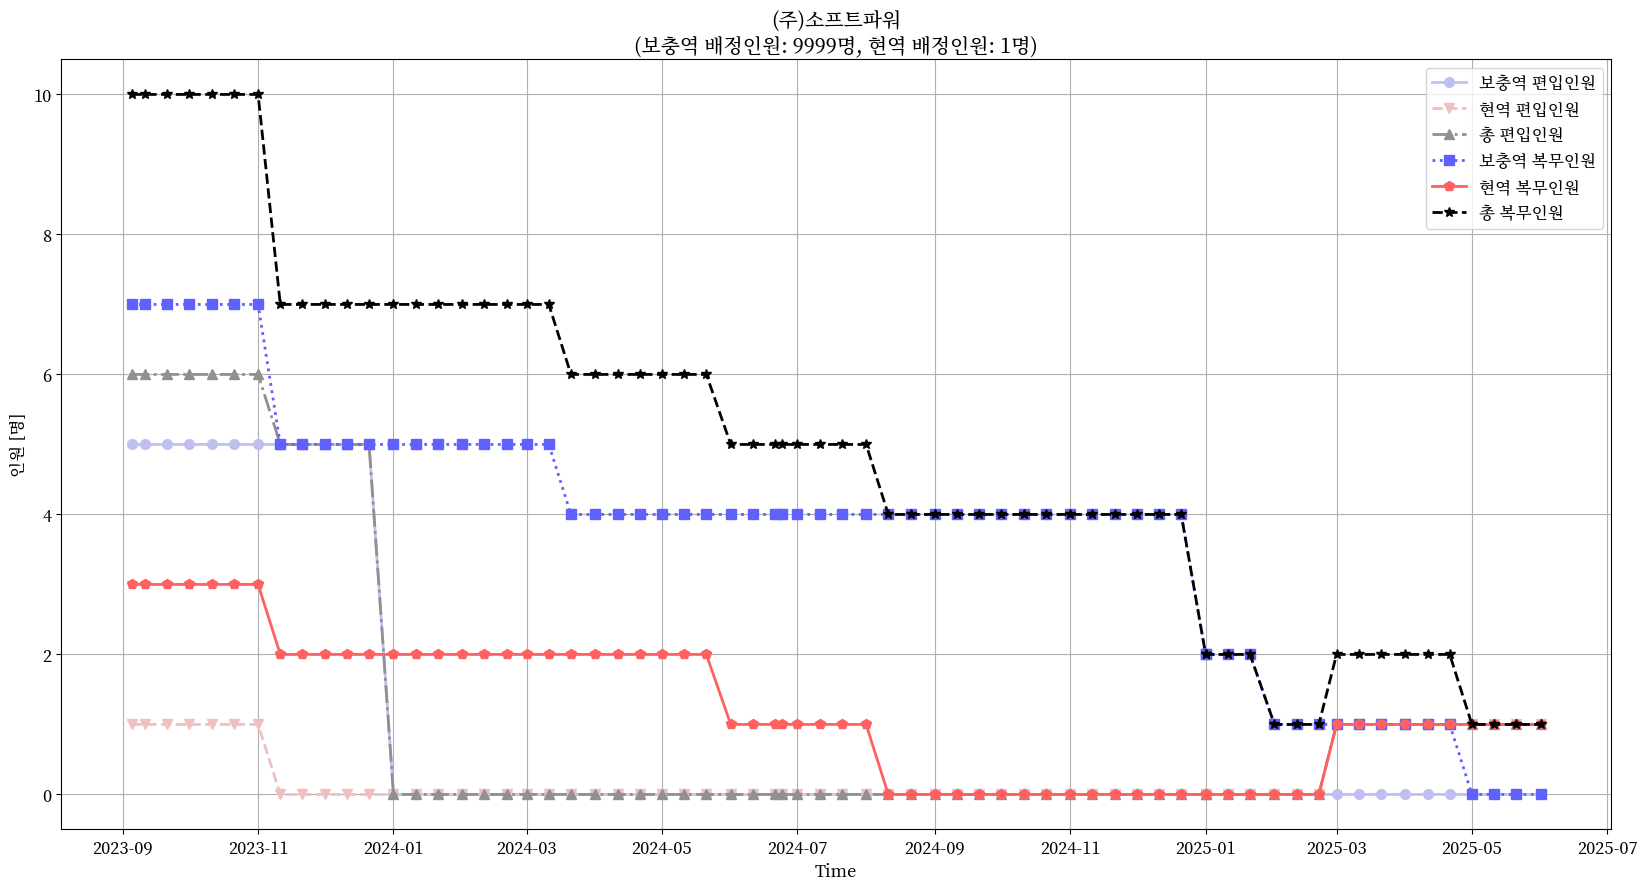 (주)소프트파워
(보충역 배정인원: 9999명, 현역 배정인원: 1명)
보충역 편입인원
현역 편입인원
총 편입인원
보충역 복무인원
현역 복무인원
총 복무인원
인원 [명]
10
8
6
4
2
0
2023-09
2023-11
2024-01
2024-03
2024-05
2024-07
2024-09
2024-11
2025-01
2025-03
2025-05
2025-07
Time